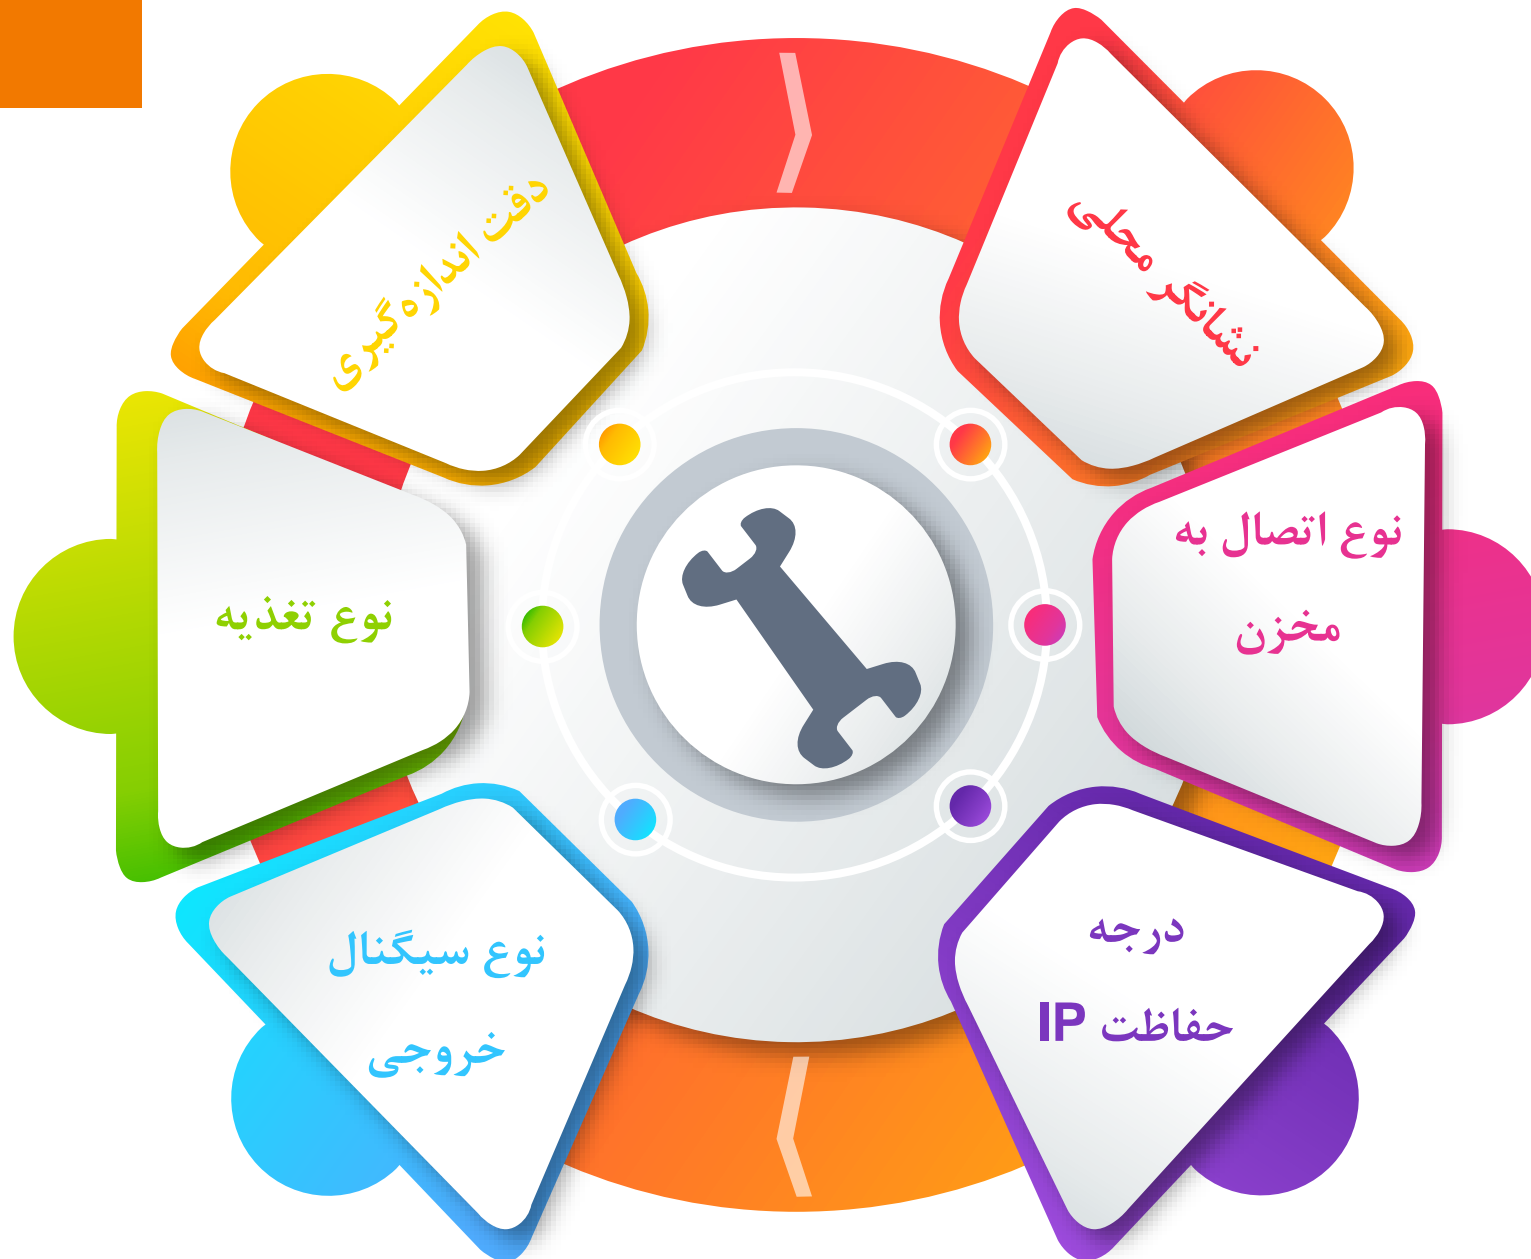 نشانگر محلی
نوع اتصال به
مخزن
درجه
حفاظت IP
نوع سیگنال
خروجی
نوع تغذیه
دقت اندازه‌گیری